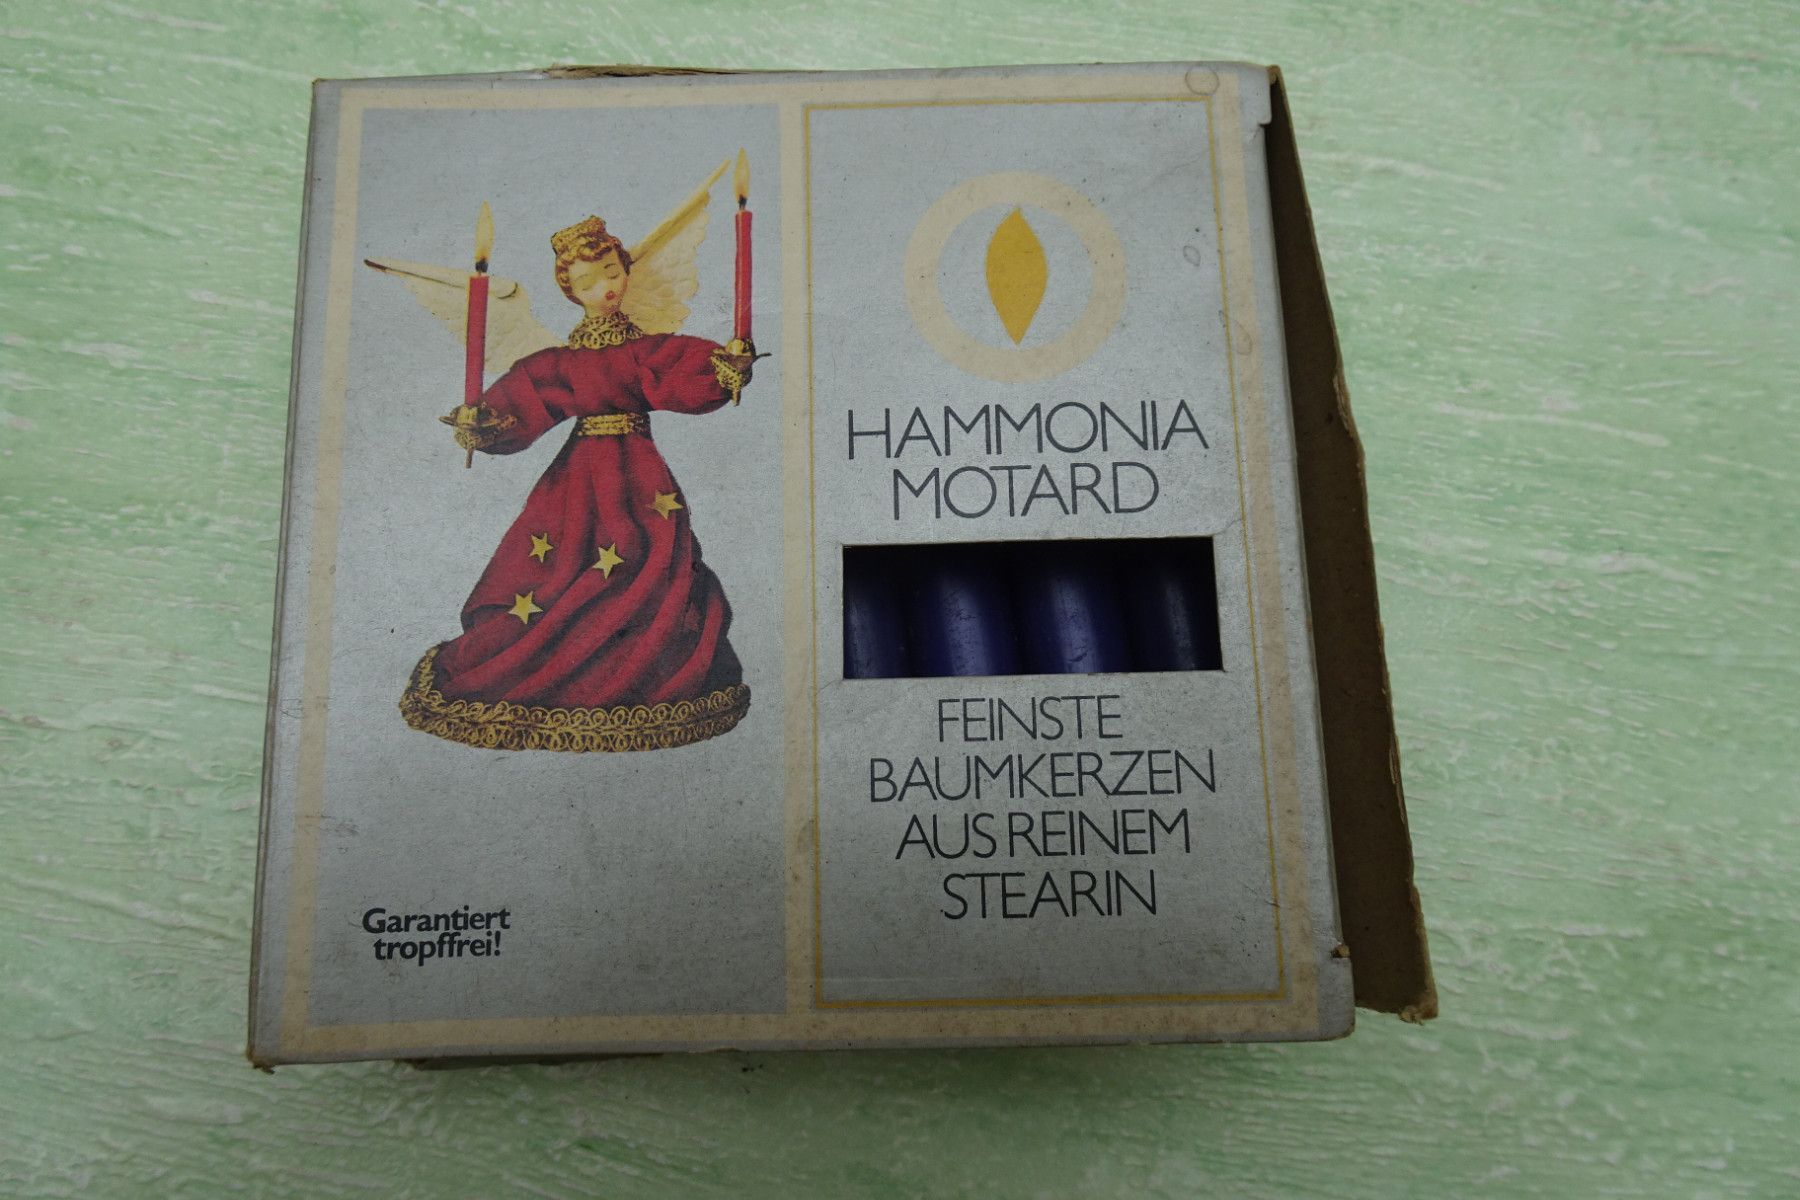 HAMMONIA
MOTARD
FEINSTE
BAUMKERZEN
AUS REINEM
STEARIN
Garantiert
tropffrei!